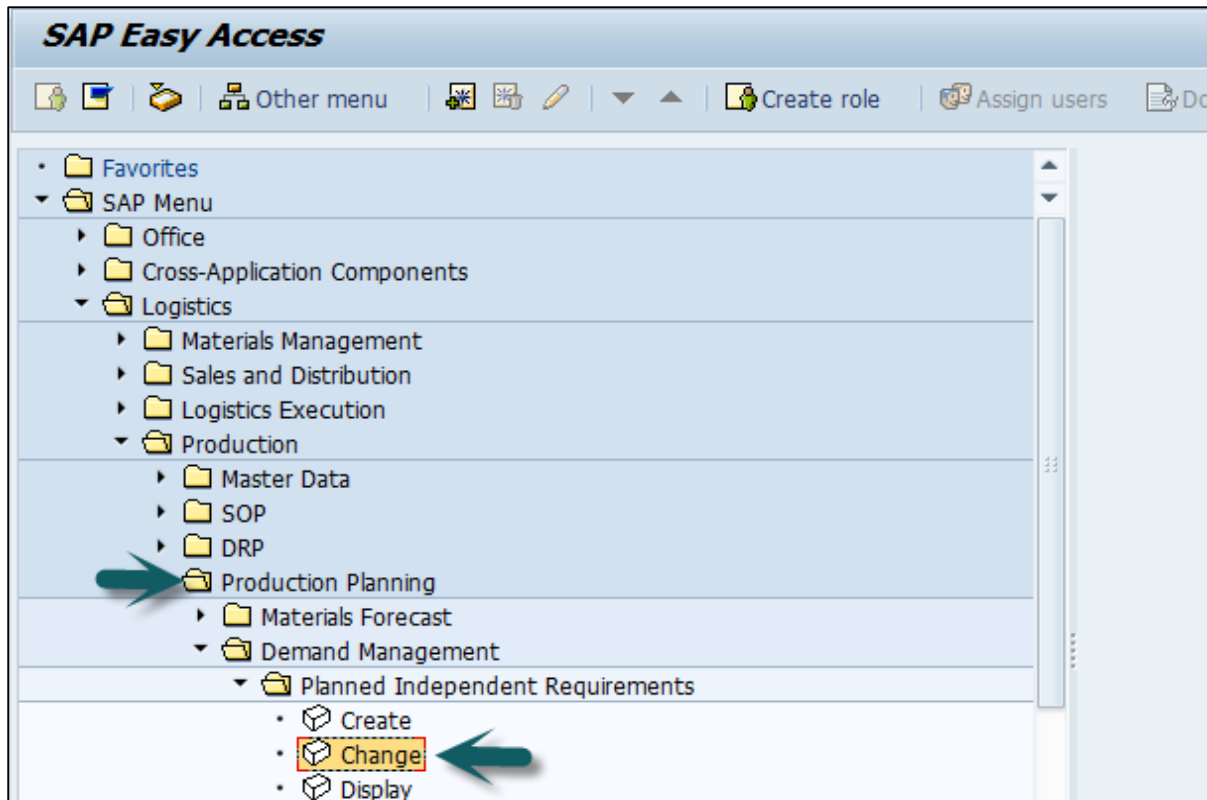 SAP Easy Access
Other menu Create role Assign users Do
Favorites
SAP Menu
Office
Cross-Application Components
Logistics
Materials Management
Sales and Distribution
Logistics Execution
Production
Master Data
SOP
DRP
Production Planning
Materials Forecast
Demand Management
Planned Independent Requirements
Create
Change
Display